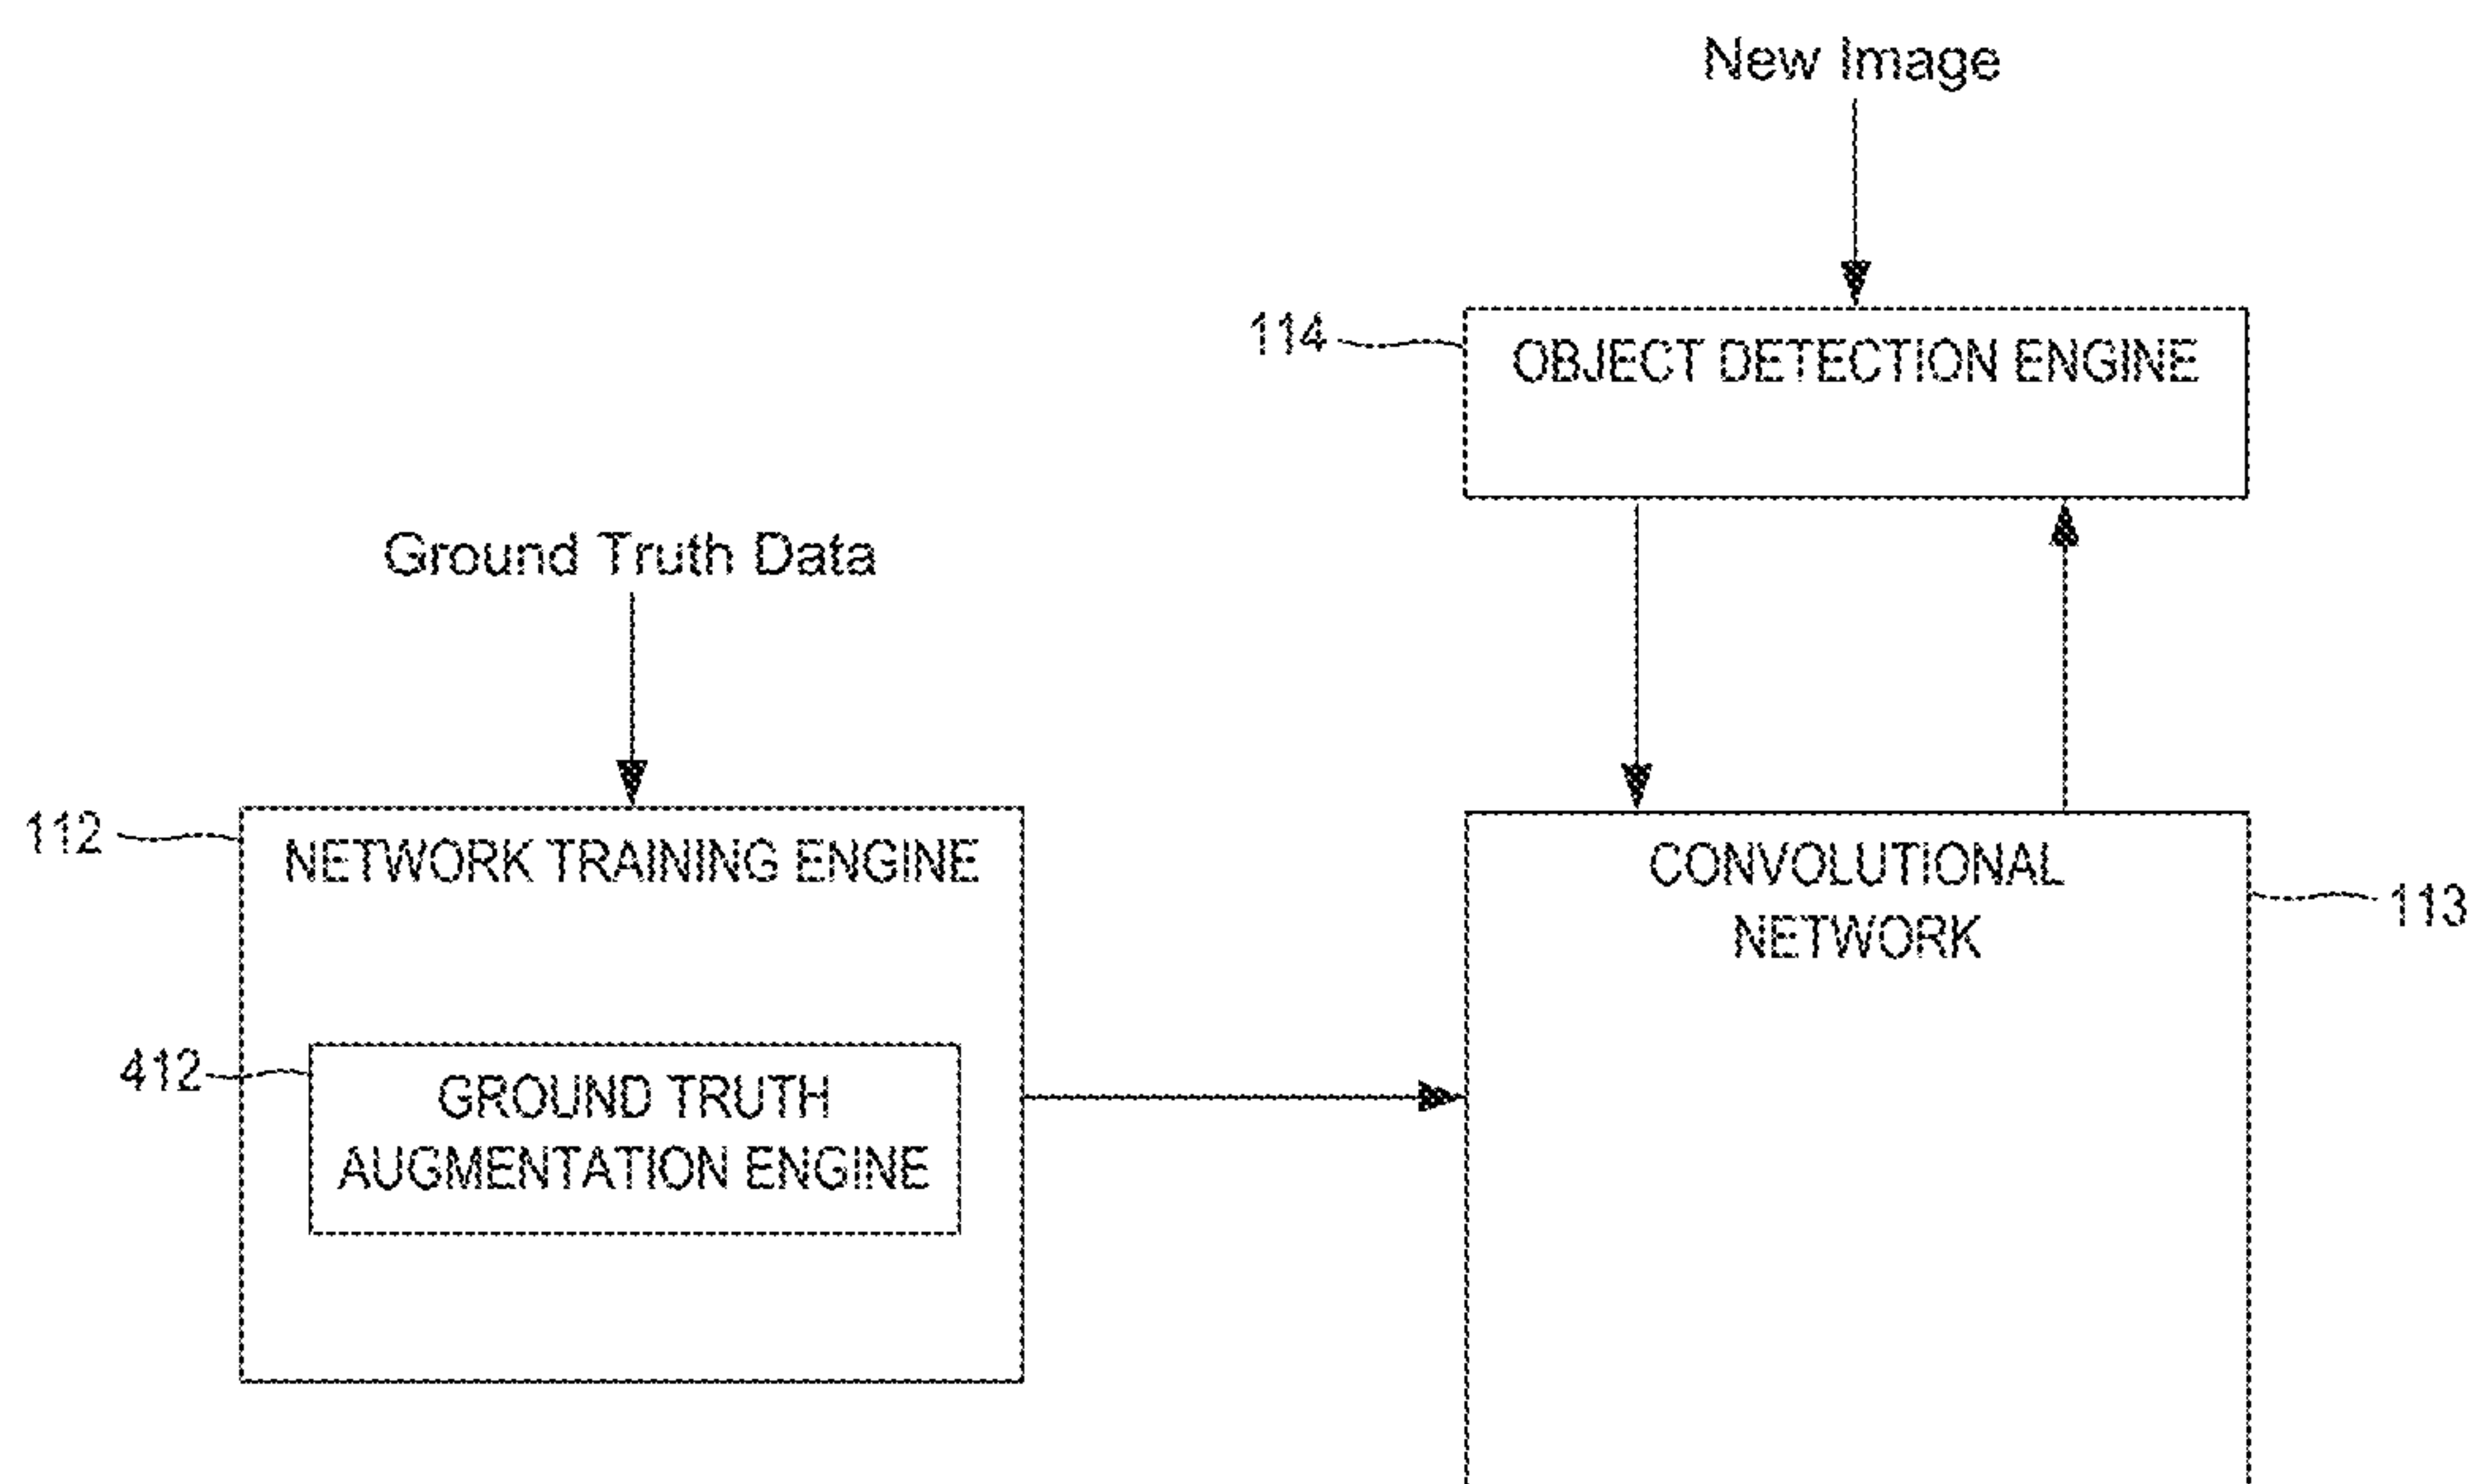 New Image
114
OBJECT DETECTION ENGINE
Ground Truth Data
112
NETWORK TRAINING ENGINE
CONVOLUTIONAL
NETWORK
113
412
GROUND TRUTH
AUGMENTATION ENGINE